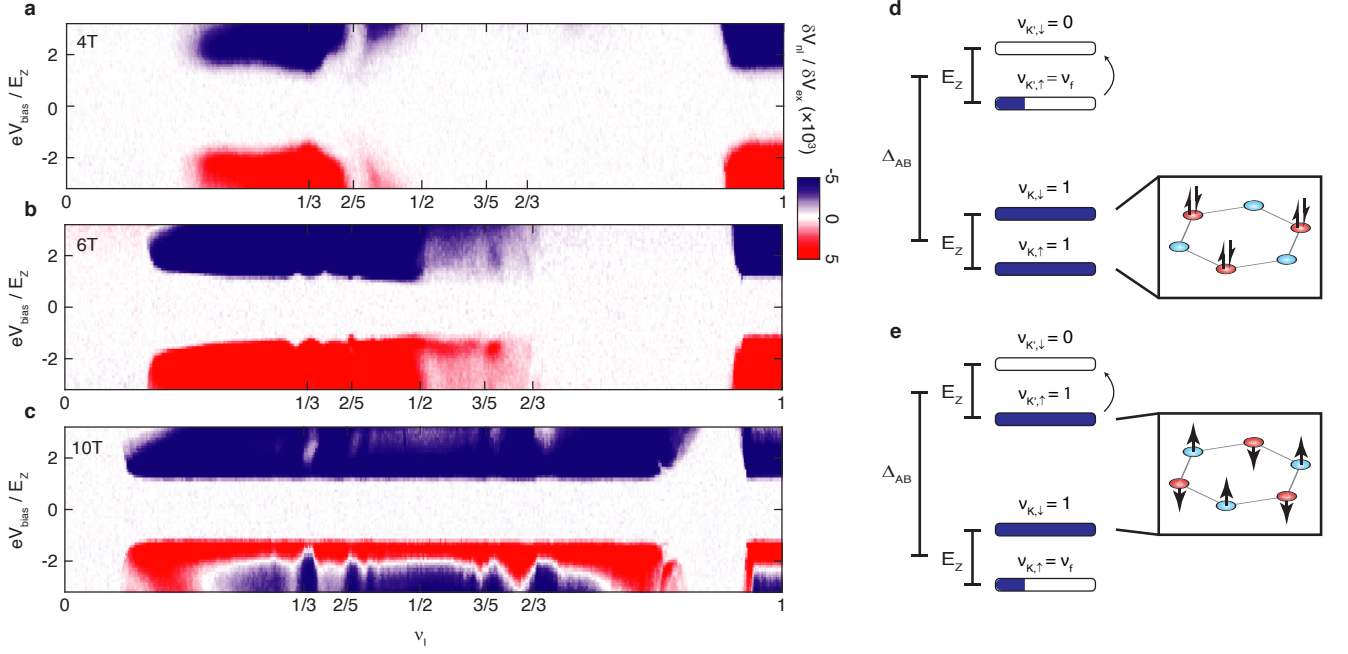 a
4T
eV_bias / E_Z
2
0
-2
1/3
2/5
1/2
3/5
2/3
0
1
δV_nl / δV_ex (×10³)
-5
0
5
b
6T
eV_bias / E_Z
2
0
-2
0
1/3
2/5
1/2
3/5
2/3
1
c
10T
eV_bias / E_Z
2
0
-2
0
1/3
2/5
1/2
3/5
2/3
1
ν_l
d
ν_K',↓ = 0
E_Z
ν_K',↑ = ν_f
Δ_AB
ν_K,↓ = 1
E_Z
ν_K,↑ = 1
e
ν_K',↓ = 0
E_Z
ν_K',↑ = 1
Δ_AB
ν_K,↓ = 1
E_Z
ν_K,↑ = ν_f